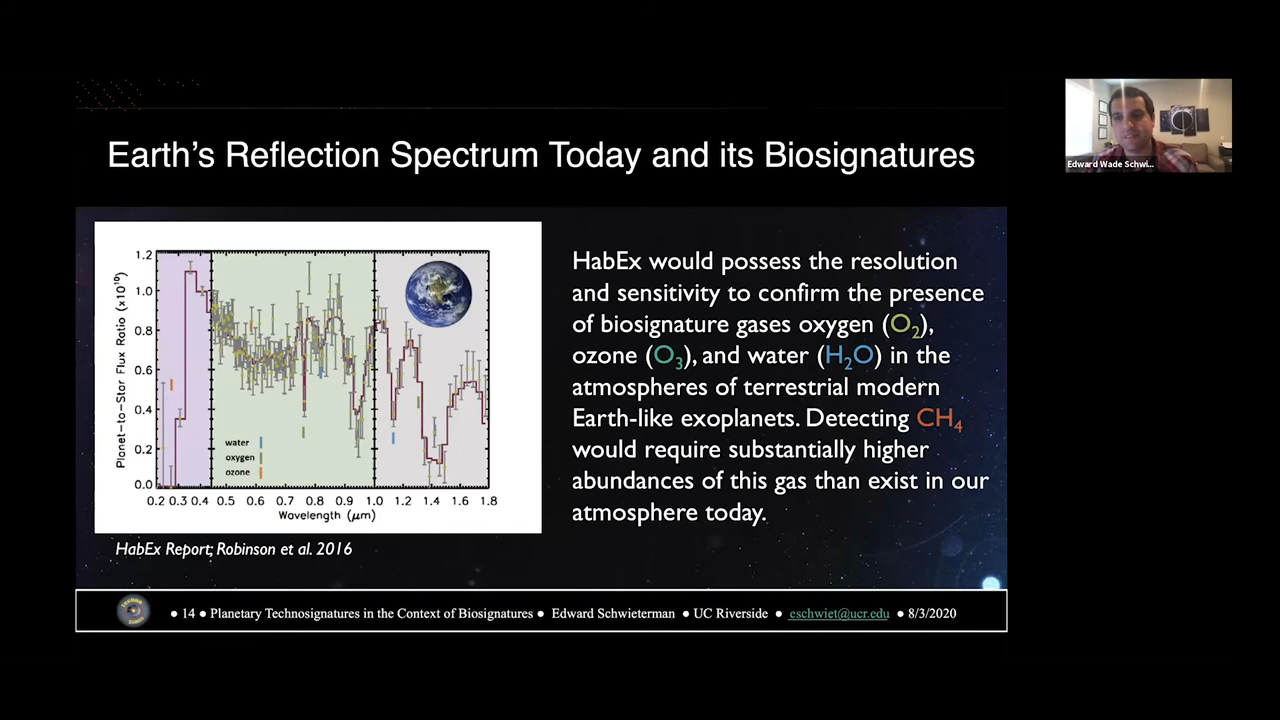 Earth's Reflection Spectrum Today and its Biosignatures
Edward Wade Schwi...
1.2
1.0
0.8
0.6
0.4
0.2
0.0
Planet-to-Star Flux Ratio (x10¹⁰)
water
oxygen
ozone
0.2 0.3 0.4 0.5 0.6 0.7 0.8 0.9 1.0 1.2 1.4 1.6 1.8
Wavelength (μm)
HabEx Report; Robinson et al. 2016
HabEx would possess the resolution
and sensitivity to confirm the presence
of biosignature gases oxygen (O₂),
ozone (O₃), and water (H₂O) in the
atmospheres of terrestrial modern
Earth-like exoplanets. Detecting CH₄
would require substantially higher
abundances of this gas than exist in our
atmosphere today.
● 14 ● Planetary Technosignatures in the Context of Biosignatures ● Edward Schwieterman ● UC Riverside ● eschwiet@ucr.edu ● 8/3/2020